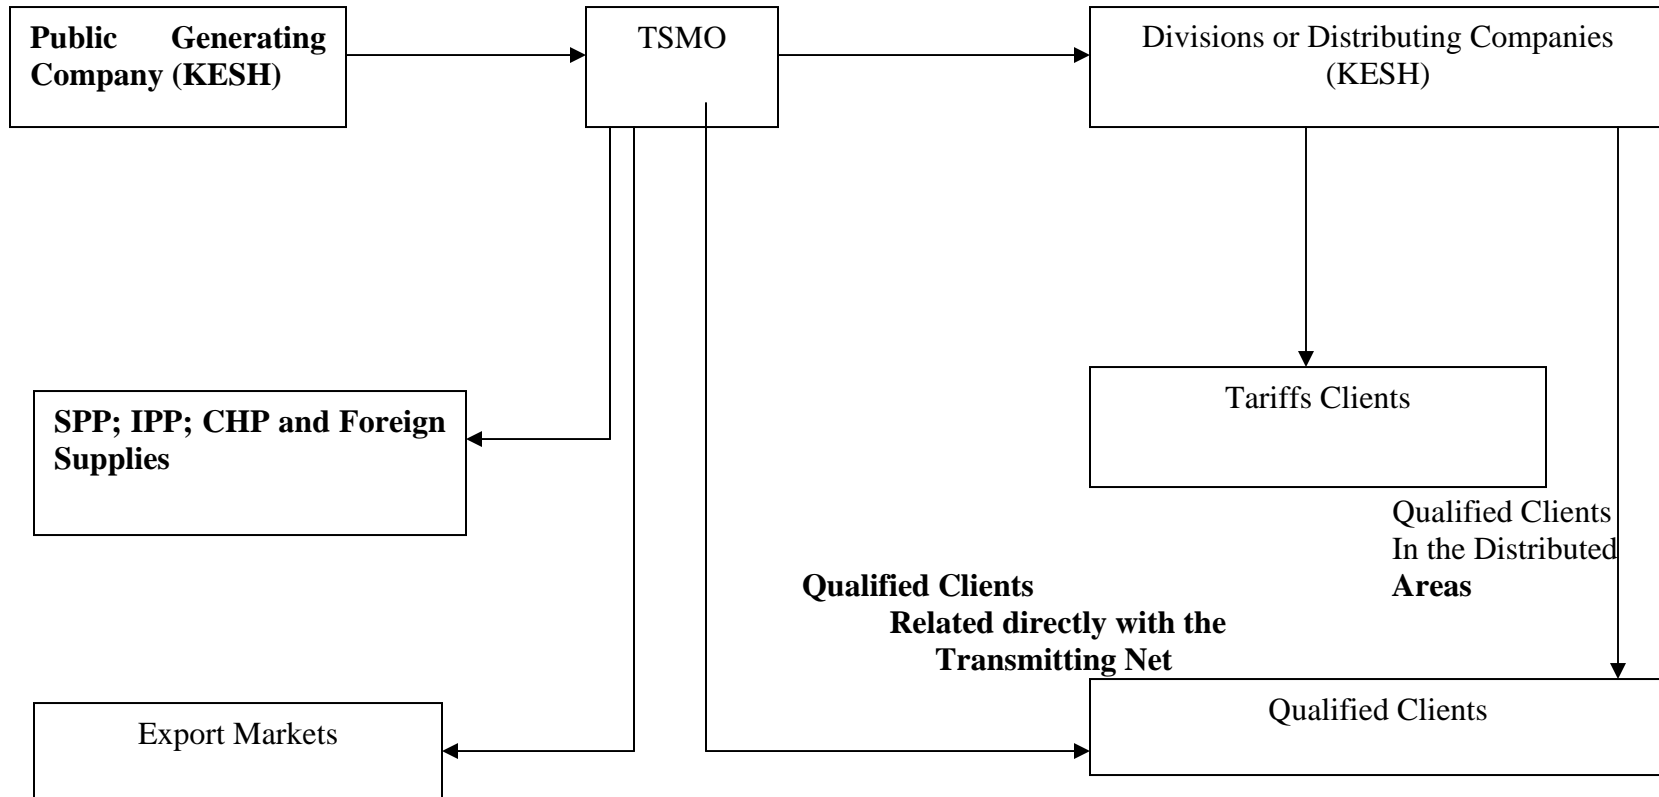 Public Generating
Company (KESH)
TSMO
Divisions or Distributing Companies
(KESH)
Tariffs Clients
SPP; IPP; CHP and Foreign
Supplies
Qualified Clients
In the Distributed
Areas
Qualified Clients
Related directly with the
Transmitting Net
Qualified Clients
Export Markets